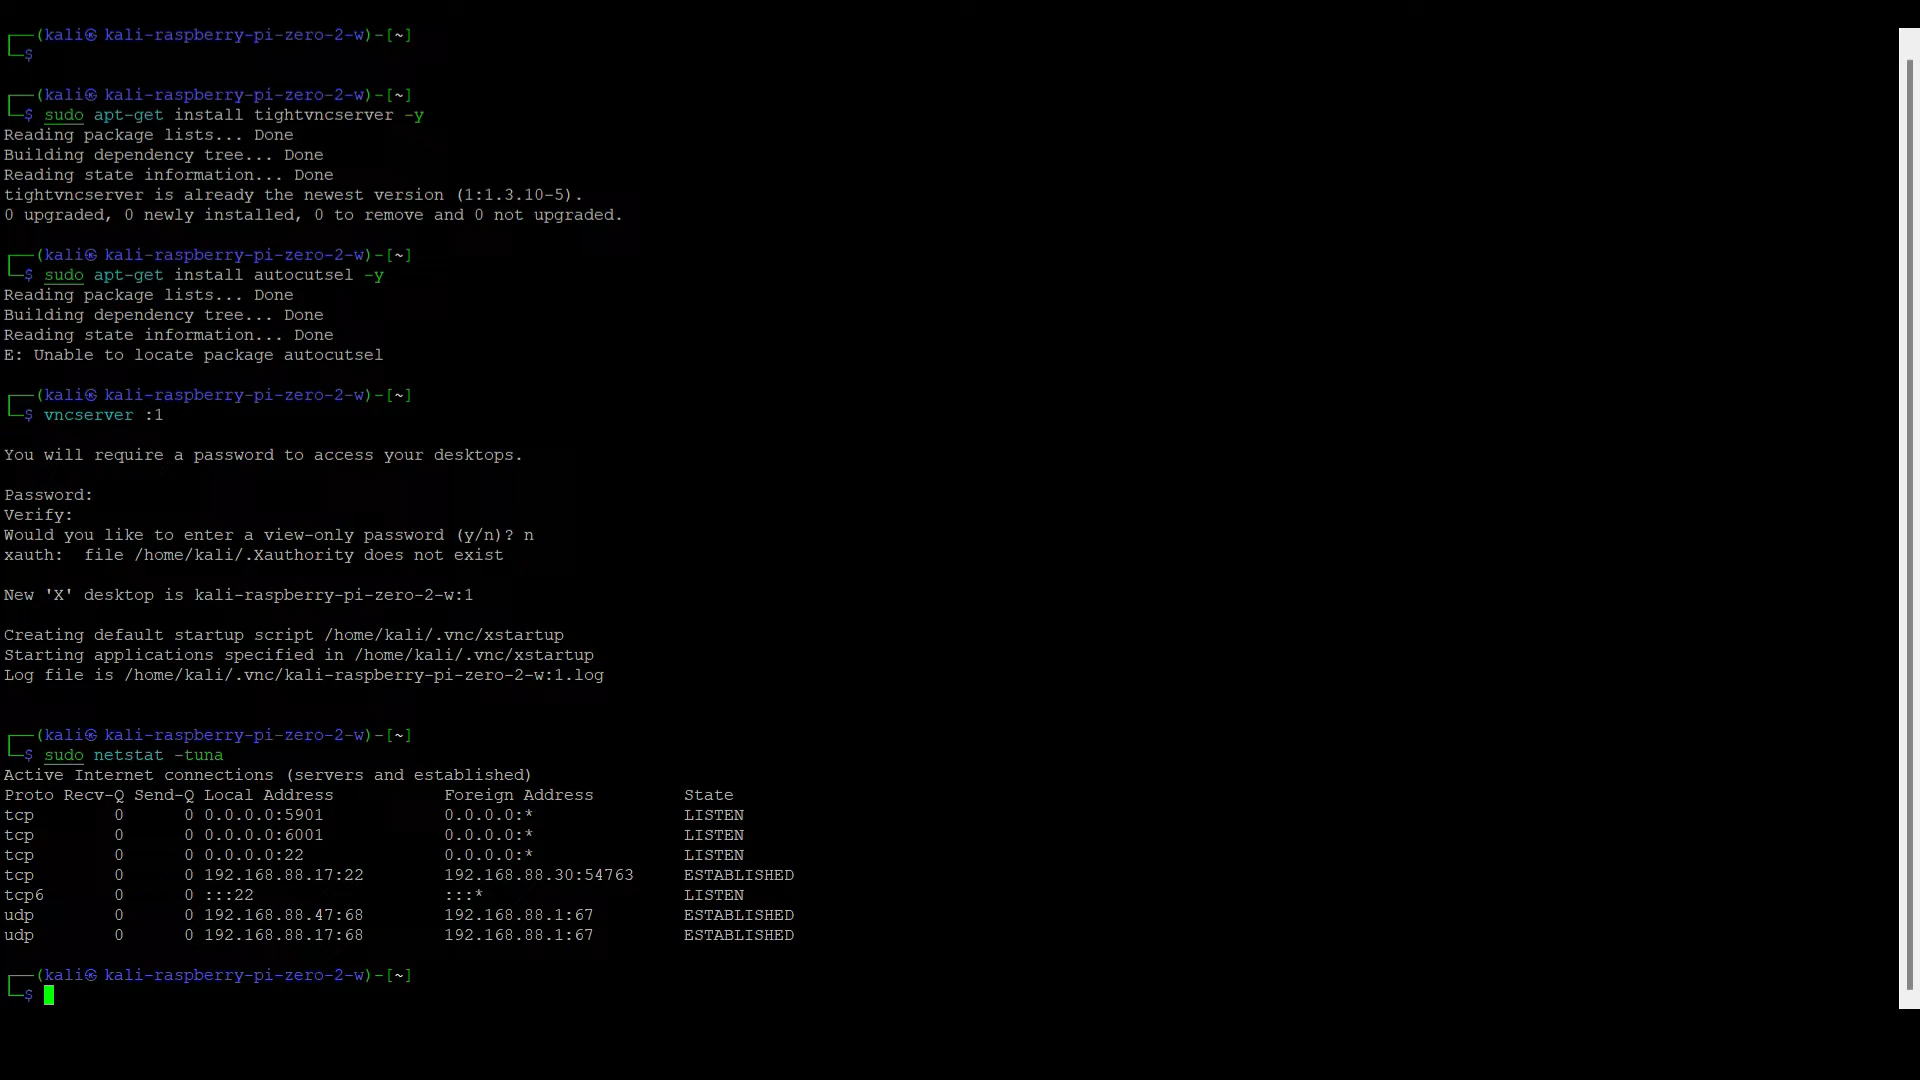 ┌──(kali㉿ kali-raspberry-pi-zero-2-w)-[~]
└─$
┌──(kali㉿ kali-raspberry-pi-zero-2-w)-[~]
└─$ sudo apt-get install tightvncserver -y
Reading package lists... Done
Building dependency tree... Done
Reading state information... Done
tightvncserver is already the newest version (1:1.3.10-5).
0 upgraded, 0 newly installed, 0 to remove and 0 not upgraded.
┌──(kali㉿ kali-raspberry-pi-zero-2-w)-[~]
└─$ sudo apt-get install autocutsel -y
Reading package lists... Done
Building dependency tree... Done
Reading state information... Done
E: Unable to locate package autocutsel
┌──(kali㉿ kali-raspberry-pi-zero-2-w)-[~]
└─$ vncserver :1
You will require a password to access your desktops.
Password:
Verify:
Would you like to enter a view-only password (y/n)? n
xauth:  file /home/kali/.Xauthority does not exist
New 'X' desktop is kali-raspberry-pi-zero-2-w:1
Creating default startup script /home/kali/.vnc/xstartup
Starting applications specified in /home/kali/.vnc/xstartup
Log file is /home/kali/.vnc/kali-raspberry-pi-zero-2-w:1.log
┌──(kali㉿ kali-raspberry-pi-zero-2-w)-[~]
└─$ sudo netstat -tuna
Active Internet connections (servers and established)
Proto Recv-Q Send-Q Local Address           Foreign Address         State
tcp        0      0 0.0.0.0:5901            0.0.0.0:*               LISTEN
tcp        0      0 0.0.0.0:6001            0.0.0.0:*               LISTEN
tcp        0      0 0.0.0.0:22              0.0.0.0:*               LISTEN
tcp        0      0 192.168.88.17:22        192.168.88.30:54763     ESTABLISHED
tcp6       0      0 :::22                   :::*                    LISTEN
udp        0      0 192.168.88.47:68        192.168.88.1:67         ESTABLISHED
udp        0      0 192.168.88.17:68        192.168.88.1:67         ESTABLISHED
┌──(kali㉿ kali-raspberry-pi-zero-2-w)-[~]
└─$